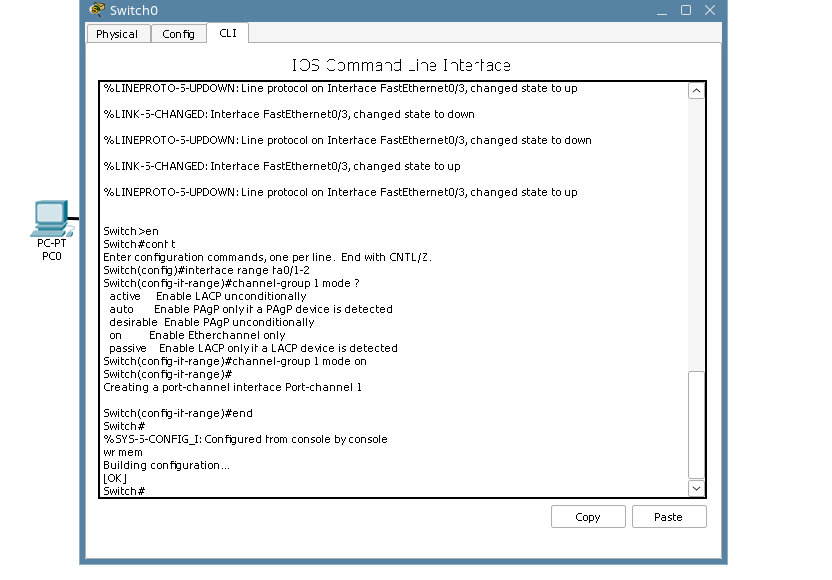 Switch0
Physical Config CLI
IOS Command Line Interface
%LINEPROTO-5-UPDOWN: Line protocol on Interface FastEthernet0/3, changed state to up
%LINK-5-CHANGED: Interface FastEthernet0/3, changed state to down
%LINEPROTO-5-UPDOWN: Line protocol on Interface FastEthernet0/3, changed state to down
%LINK-5-CHANGED: Interface FastEthernet0/3, changed state to up
%LINEPROTO-5-UPDOWN: Line protocol on Interface FastEthernet0/3, changed state to up
Switch>en
Switch#conf t
Enter configuration commands, one per line. End with CNTL/Z.
Switch(config)#interface range fa0/1-2
Switch(config-if-range)#channel-group 1 mode ?
active Enable LACP unconditionally
auto Enable PAgP only if a PAgP device is detected
desirable Enable PAgP unconditionally
on Enable Etherchannel only
passive Enable LACP only if a LACP device is detected
Switch(config-if-range)#channel-group 1 mode on
Switch(config-if-range)#
Creating a port-channel interface Port-channel 1
Switch(config-if-range)#end
Switch#
%SYS-5-CONFIG_I: Configured from console by console
wr mem
Building configuration...
[OK]
Switch#
Copy Paste
PC-PT
PC0